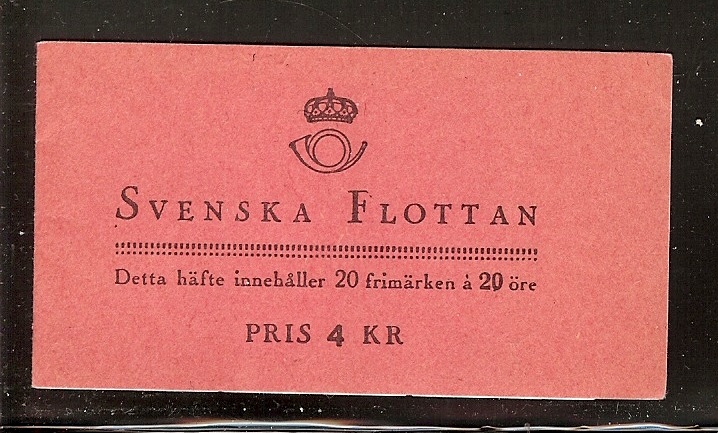 SVENSKA FLOTTAN
Detta häfte innehåller 20 frimärken à 20 öre
PRIS 4 KR